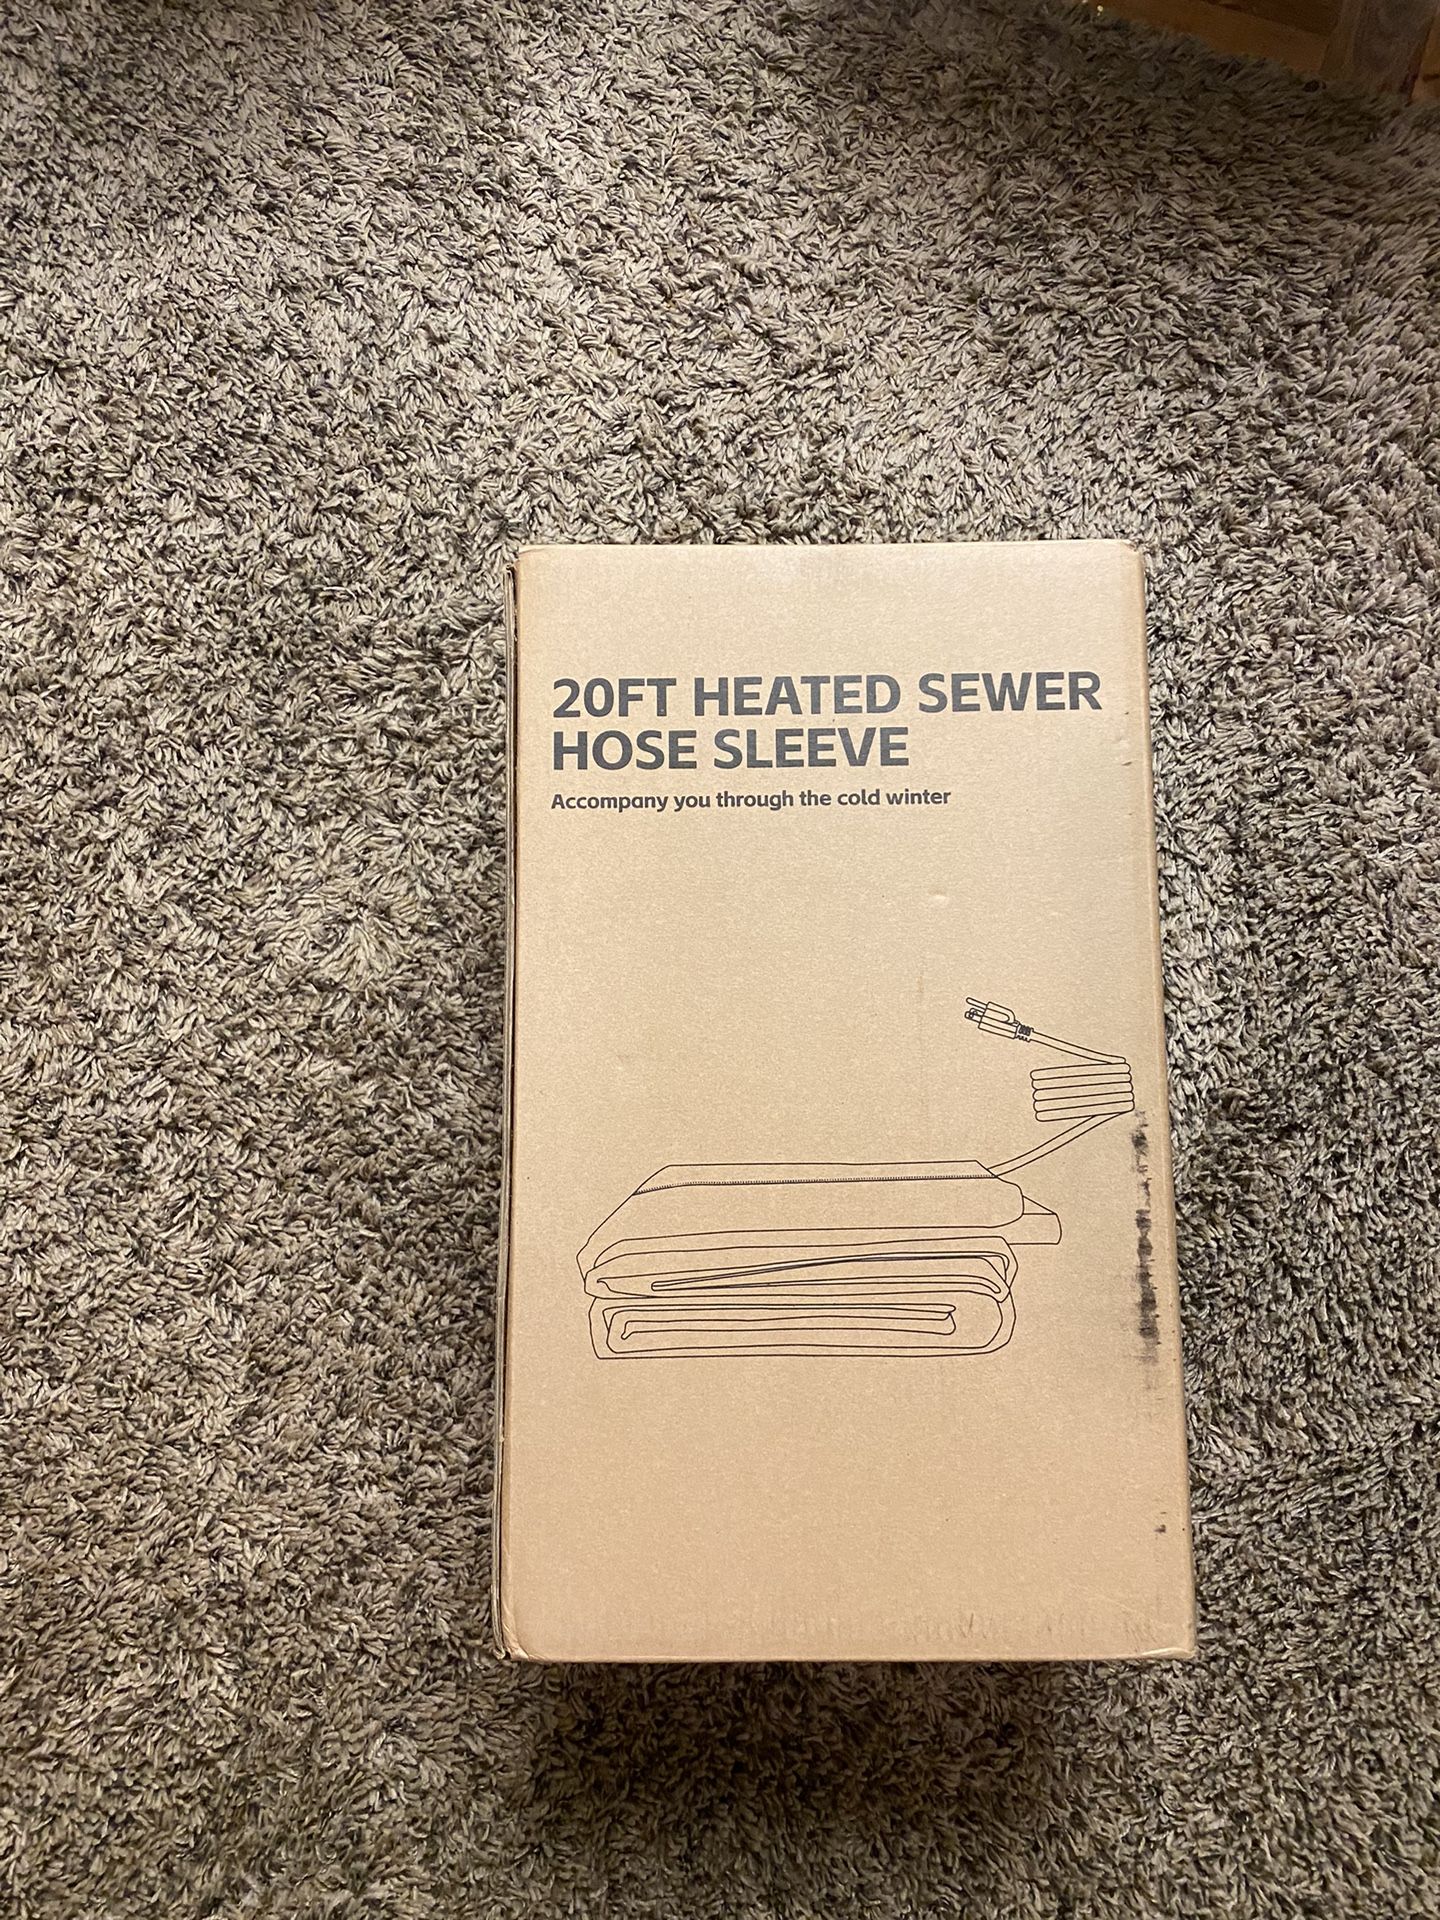 20FT HEATED SEWER
HOSE SLEEVE
Accompany you through the cold winter